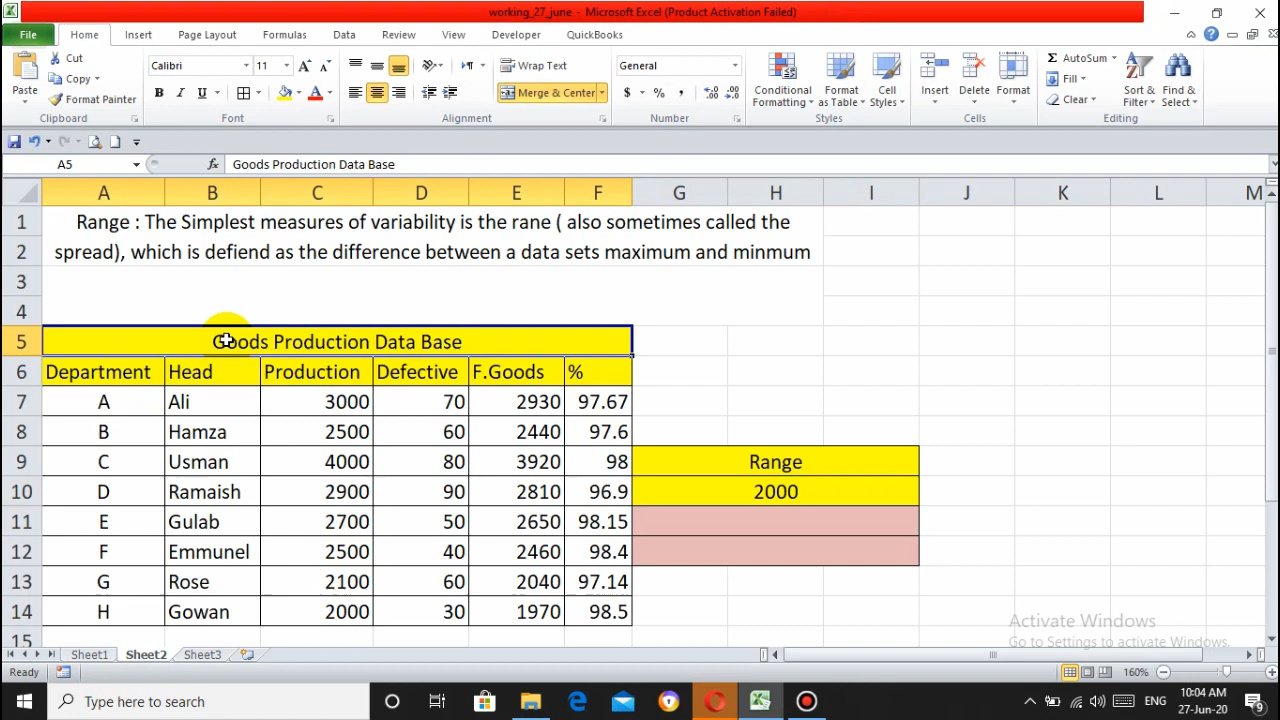 working_27_june - Microsoft Excel (Product Activation Failed)
File Home Insert Page Layout Formulas Data Review View Developer QuickBooks
Cut
Copy
Format Painter
Paste
Clipboard
Calibri 11
B I U
Font
Wrap Text
Merge & Center
Alignment
General
$ % ,
Number
Conditional Formatting
Format as Table
Cell Styles
Styles
Insert Delete Format
Cells
AutoSum
Fill
Clear
Sort & Filter
Find & Select
Editing
A5 fx Goods Production Data Base
A B C D E F G H I J K L M
1 Range : The Simplest measures of variability is the rane ( also sometimes called the
2 spread), which is defiend as the difference between a data sets maximum and minmum
3
4
5 Goods Production Data Base
6 Department Head Production Defective F.Goods %
7 A Ali 3000 70 2930 97.67
8 B Hamza 2500 60 2440 97.6
9 C Usman 4000 80 3920 98 Range
10 D Ramaish 2900 90 2810 96.9 2000
11 E Gulab 2700 50 2650 98.15
12 F Emmunel 2500 40 2460 98.4
13 G Rose 2100 60 2040 97.14
14 H Gowan 2000 30 1970 98.5
15
Activate Windows
Go to Settings to activate Windows.
Sheet1 Sheet2 Sheet3
Ready 160%
Type here to search
ENG
10:04 AM
27-Jun-20
9